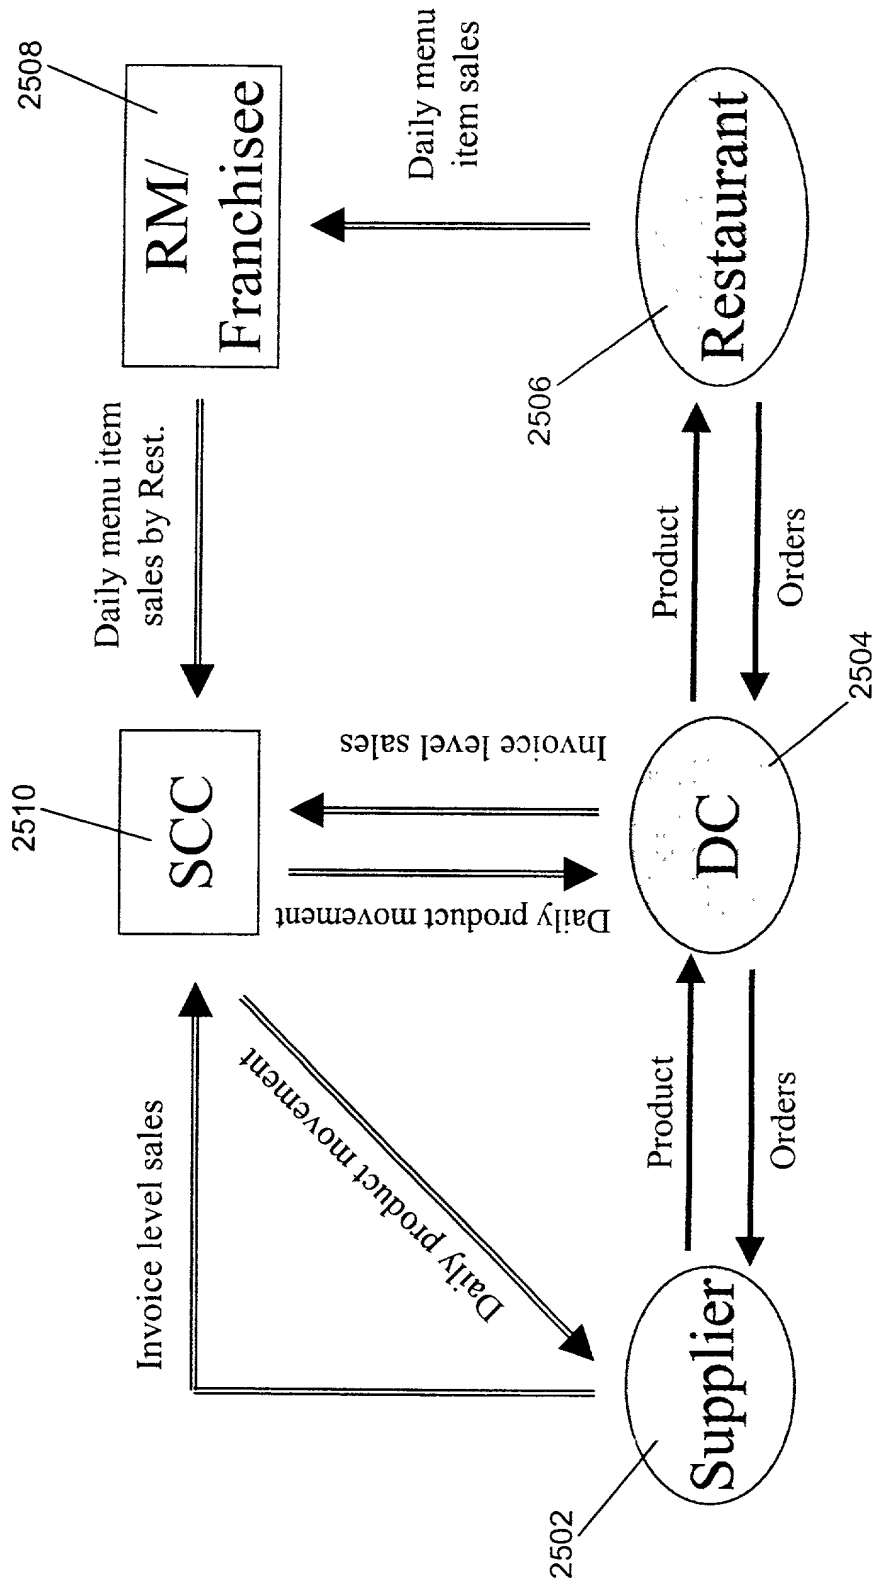 2510
SCC
Daily menu item
sales by Rest.
2508
RM/
Franchisee
Invoice level sales
Daily product movement
Daily product movement
Invoice level sales
Daily menu
item sales
2502
Supplier
Product
Orders
DC
2504
Product
Orders
2506
Restaurant